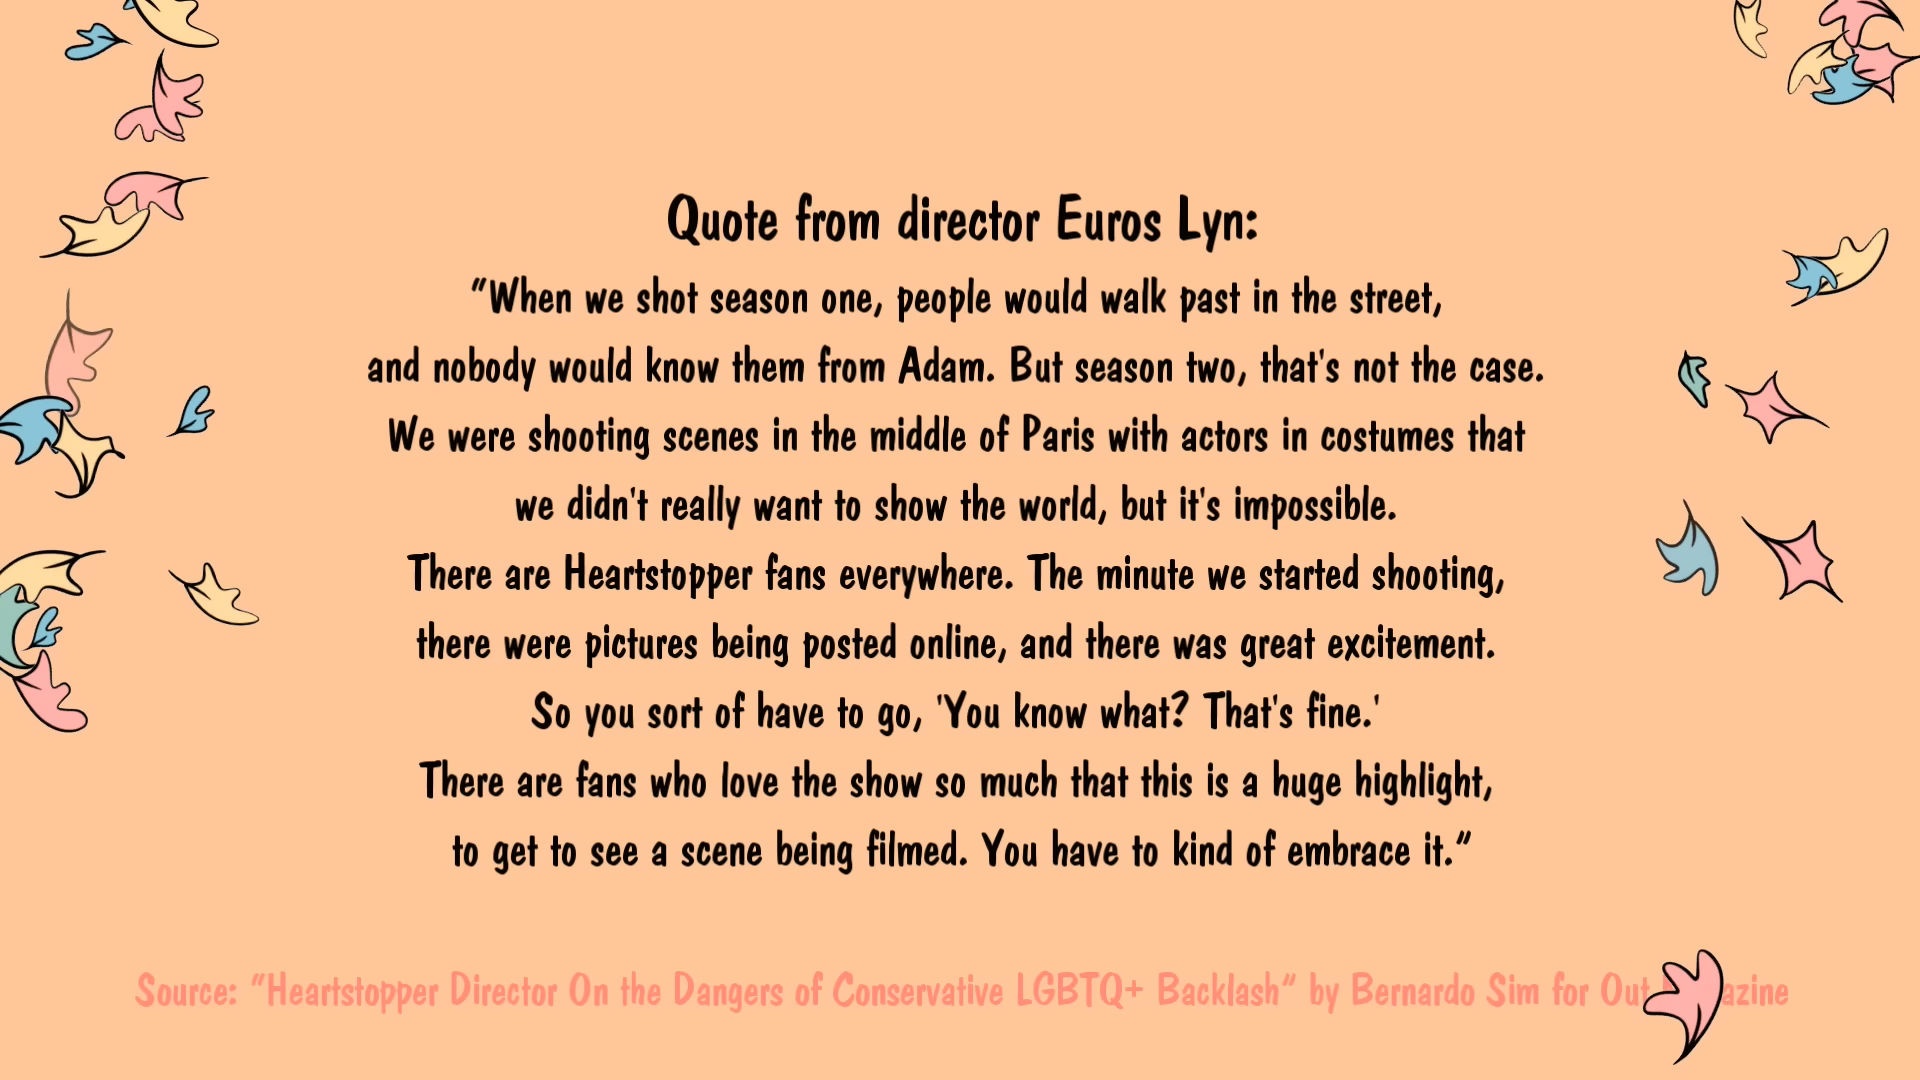 Quote from director Euros Lyn:
“When we shot season one, people would walk past in the street,
and nobody would know them from Adam. But season two, that's not the case.
We were shooting scenes in the middle of Paris with actors in costumes that
we didn't really want to show the world, but it's impossible.
There are Heartstopper fans everywhere. The minute we started shooting,
there were pictures being posted online, and there was great excitement.
So you sort of have to go, 'You know what? That's fine.'
There are fans who love the show so much that this is a huge highlight,
to get to see a scene being filmed. You have to kind of embrace it.”
Source: “Heartstopper Director On the Dangers of Conservative LGBTQ+ Backlash” by Bernardo Sim for Out